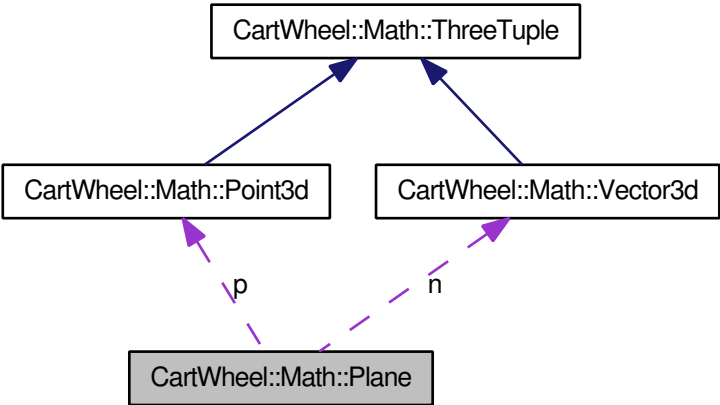 CartWheel::Math::ThreeTuple
CartWheel::Math::Point3d
CartWheel::Math::Vector3d
p
n
CartWheel::Math::Plane